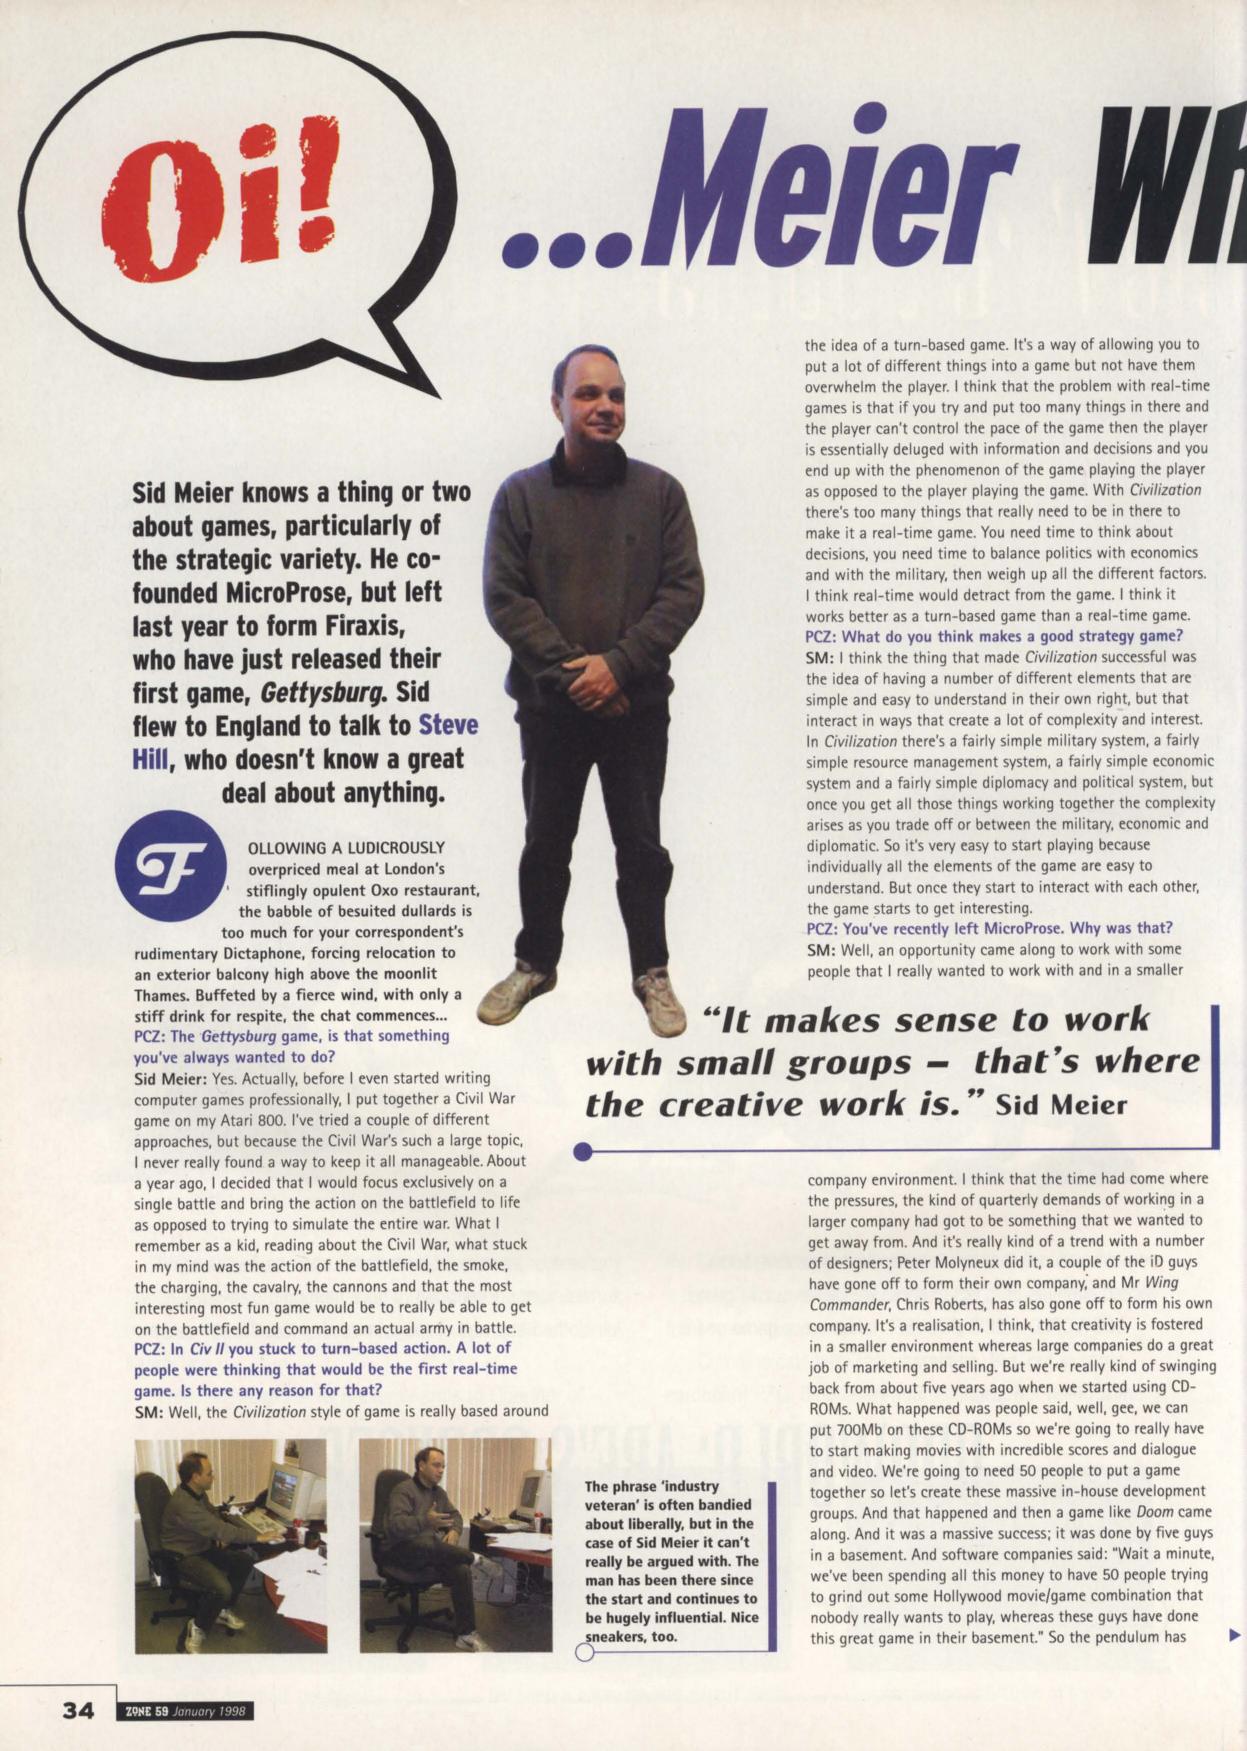 Oi!
...Meier Wh
Sid Meier knows a thing or two
about games, particularly of
the strategic variety. He co-
founded MicroProse, but left
last year to form Firaxis,
who have just released their
first game, Gettysburg. Sid
flew to England to talk to Steve
Hill, who doesn't know a great
deal about anything.
F
OLLOWING A LUDICROUSLY
overpriced meal at London's
stiflingly opulent Oxo restaurant,
the babble of besuited dullards is
too much for your correspondent's
rudimentary Dictaphone, forcing relocation to
an exterior balcony high above the moonlit
Thames. Buffeted by a fierce wind, with only a
stiff drink for respite, the chat commences...
PCZ: The Gettysburg game, is that something
you've always wanted to do?
Sid Meier: Yes. Actually, before I even started writing
computer games professionally, I put together a Civil War
game on my Atari 800. I've tried a couple of different
approaches, but because the Civil War's such a large topic,
I never really found a way to keep it all manageable. About
a year ago, I decided that I would focus exclusively on a
single battle and bring the action on the battlefield to life
as opposed to trying to simulate the entire war. What I
remember as a kid, reading about the Civil War, what stuck
in my mind was the action of the battlefield, the smoke,
the charging, the cavalry, the cannons and that the most
interesting most fun game would be to really be able to get
on the battlefield and command an actual army in battle.
PCZ: In Civ II you stuck to turn-based action. A lot of
people were thinking that would be the first real-time
game. Is there any reason for that?
SM: Well, the Civilization style of game is really based around
the idea of a turn-based game. It's a way of allowing you to
put a lot of different things into a game but not have them
overwhelm the player. I think that the problem with real-time
games is that if you try and put too many things in there and
the player can't control the pace of the game then the player
is essentially deluged with information and decisions and you
end up with the phenomenon of the game playing the player
as opposed to the player playing the game. With Civilization
there's too many things that really need to be in there to
make it a real-time game. You need time to think about
decisions, you need time to balance politics with economics
and with the military, then weigh up all the different factors.
I think real-time would detract from the game. I think it
works better as a turn-based game than a real-time game.
PCZ: What do you think makes a good strategy game?
SM: I think the thing that made Civilization successful was
the idea of having a number of different elements that are
simple and easy to understand in their own right, but that
interact in ways that create a lot of complexity and interest.
In Civilization there's a fairly simple military system, a fairly
simple resource management system, a fairly simple economic
system and a fairly simple diplomacy and political system, but
once you get all those things working together the complexity
arises as you trade off or between the military, economic and
diplomatic. So it's very easy to start playing because
individually all the elements of the game are easy to
understand. But once they start to interact with each other,
the game starts to get interesting.
PCZ: You've recently left MicroProse. Why was that?
SM: Well, an opportunity came along to work with some
people that I really wanted to work with and in a smaller
"It makes sense to work
with small groups – that's where
the creative work is." Sid Meier
company environment. I think that the time had come where
the pressures, the kind of quarterly demands of working in a
larger company had got to be something that we wanted to
get away from. And it's really kind of a trend with a number
of designers; Peter Molyneux did it, a couple of the iD guys
have gone off to form their own company, and Mr Wing
Commander, Chris Roberts, has also gone off to form his own
company. It's a realisation, I think, that creativity is fostered
in a smaller environment whereas large companies do a great
job of marketing and selling. But we're really kind of swinging
back from about five years ago when we started using CD-
ROMs. What happened was people said, well, gee, we can
put 700Mb on these CD-ROMs so we're going to really have
to start making movies with incredible scores and dialogue
and video. We're going to need 50 people to put a game
together so let's create these massive in-house development
groups. And that happened and then a game like Doom came
along. And it was a massive success; it was done by five guys
in a basement. And software companies said: "Wait a minute,
we've been spending all this money to have 50 people trying
to grind out some Hollywood movie/game combination that
nobody really wants to play, whereas these guys have done
this great game in their basement." So the pendulum has
The phrase 'industry
veteran' is often bandied
about liberally, but in the
case of Sid Meier it can't
really be argued with. The
man has been there since
the start and continues to
be hugely influential. Nice
sneakers, too.
34 ZONE 59 January 1998